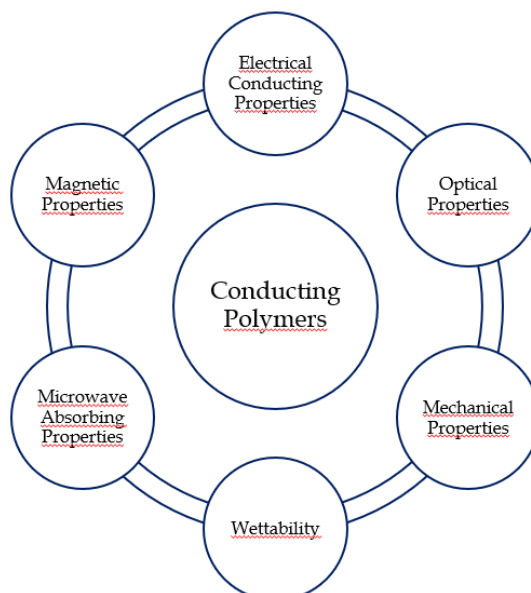 Electrical
Conducting
Properties
Magnetic
Properties
Optical
Properties
Conducting
Polymers
Microwave
Absorbing
Properties
Mechanical
Properties
Wettability